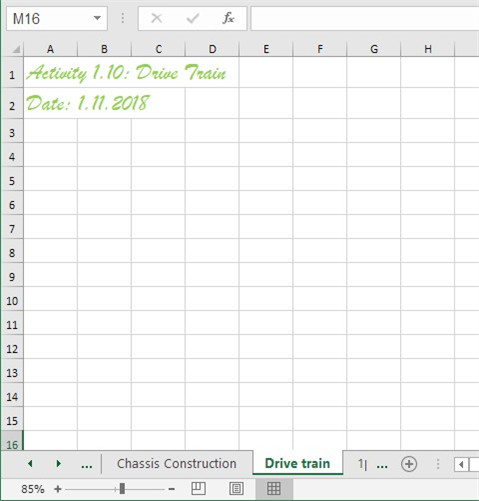 M16
fx
A B C D E F G H
1 Activity 1.10: Drive Train
2 Date: 1.11.2018
3
4
5
6
7
8
9
10
11
12
13
14
15
16
... Chassis Construction Drive train 1 ...
85%